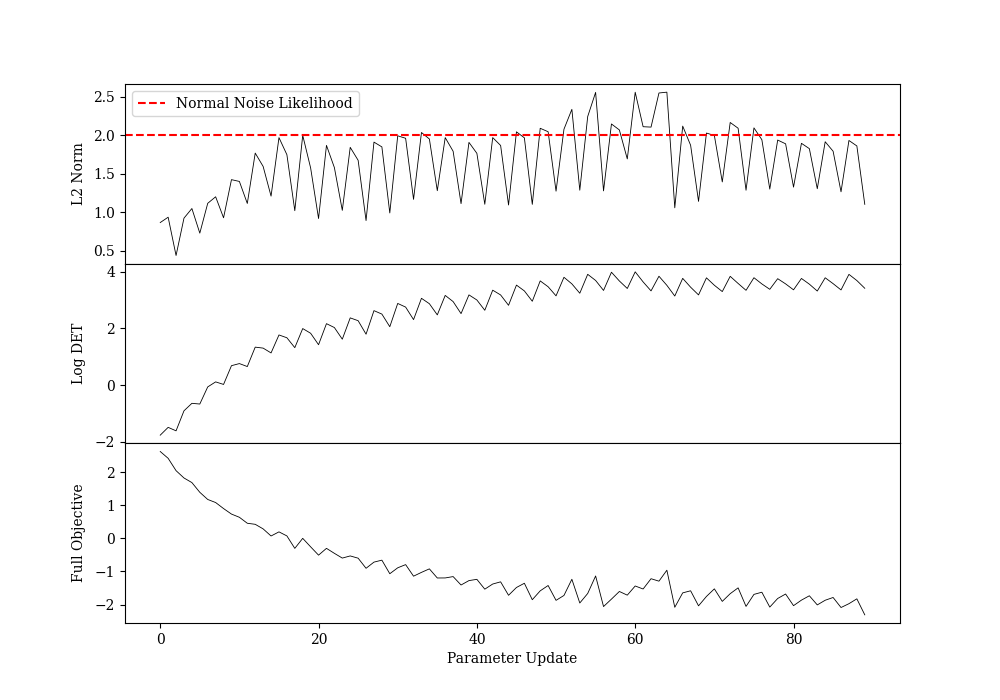 2.5
2.0
1.5
1.0
0.5
L2 Norm
Normal Noise Likelihood
4
2
0
−2
Log DET
2
1
0
−1
−2
Full Objective
0 20 40 60 80
Parameter Update